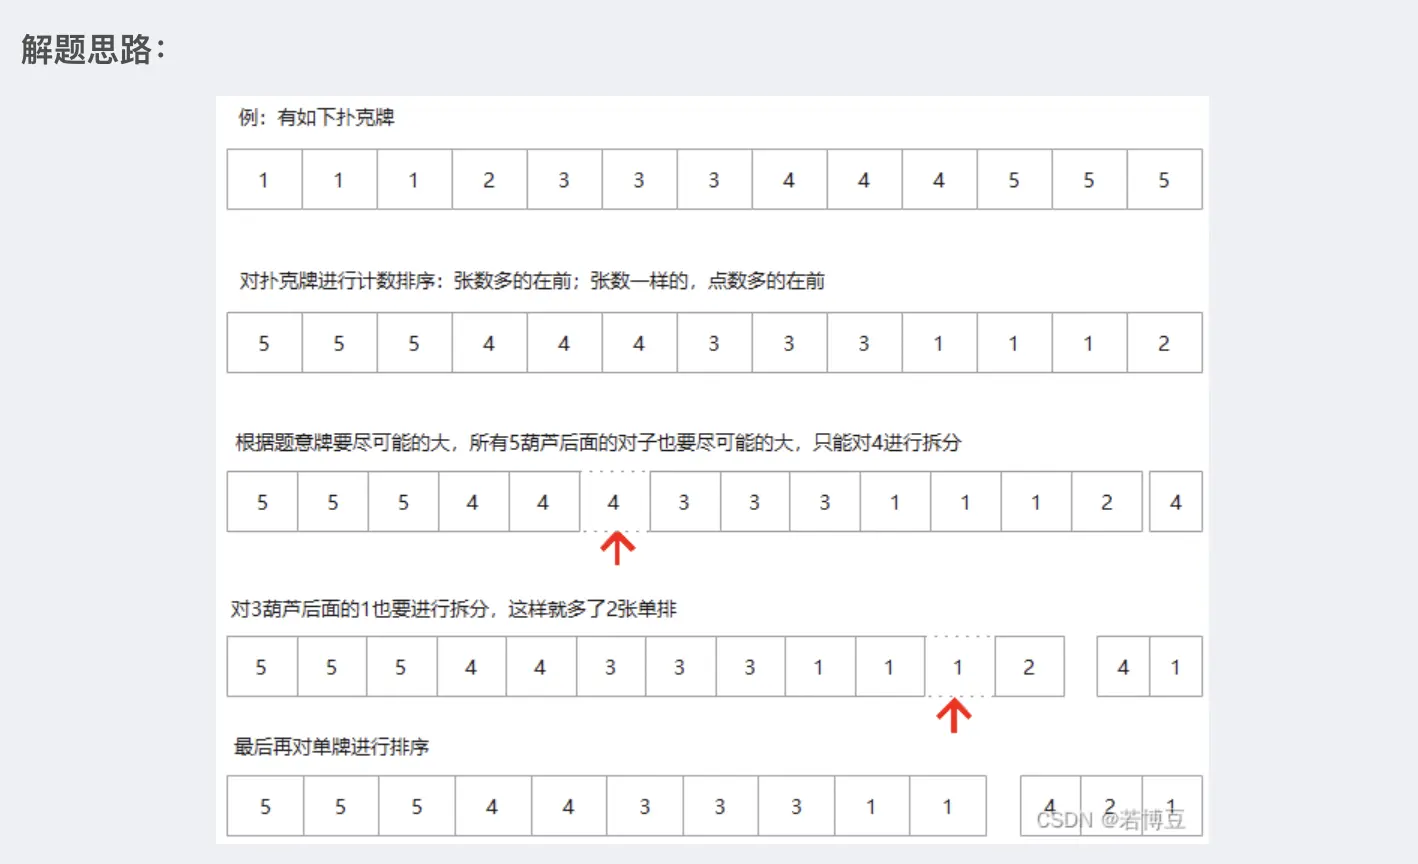 解题思路：
例：有如下扑克牌
1 1 1 2 3 3 3 4 4 4 5 5 5
对扑克牌进行计数排序：张数多的在前；张数一样的，点数多的在前
5 5 5 4 4 4 3 3 3 1 1 1 2
根据题意牌要尽可能的大，所有5葫芦后面的对子也要尽可能的大，只能对4进行拆分
5 5 5 4 4 4 3 3 3 1 1 1 2 4
对3葫芦后面的1也要进行拆分，这样就多了2张单排
5 5 5 4 4 3 3 3 1 1 1 2 4 1
最后再对单牌进行排序
5 5 5 4 4 3 3 3 1 1 4 2 1
CSDN @若博豆